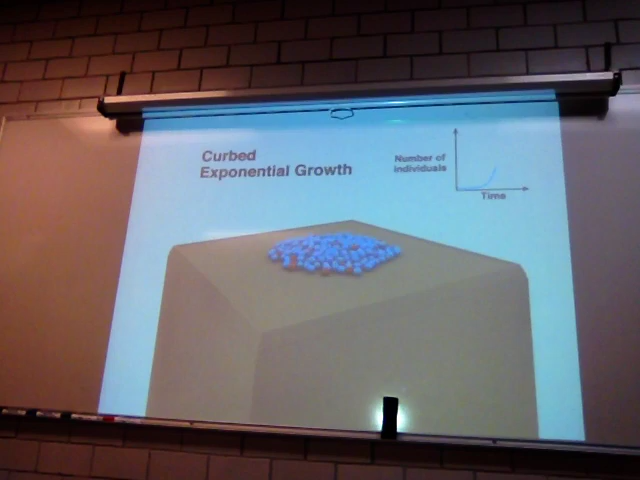 Curbed
Exponential Growth
Number of
individuals
Time